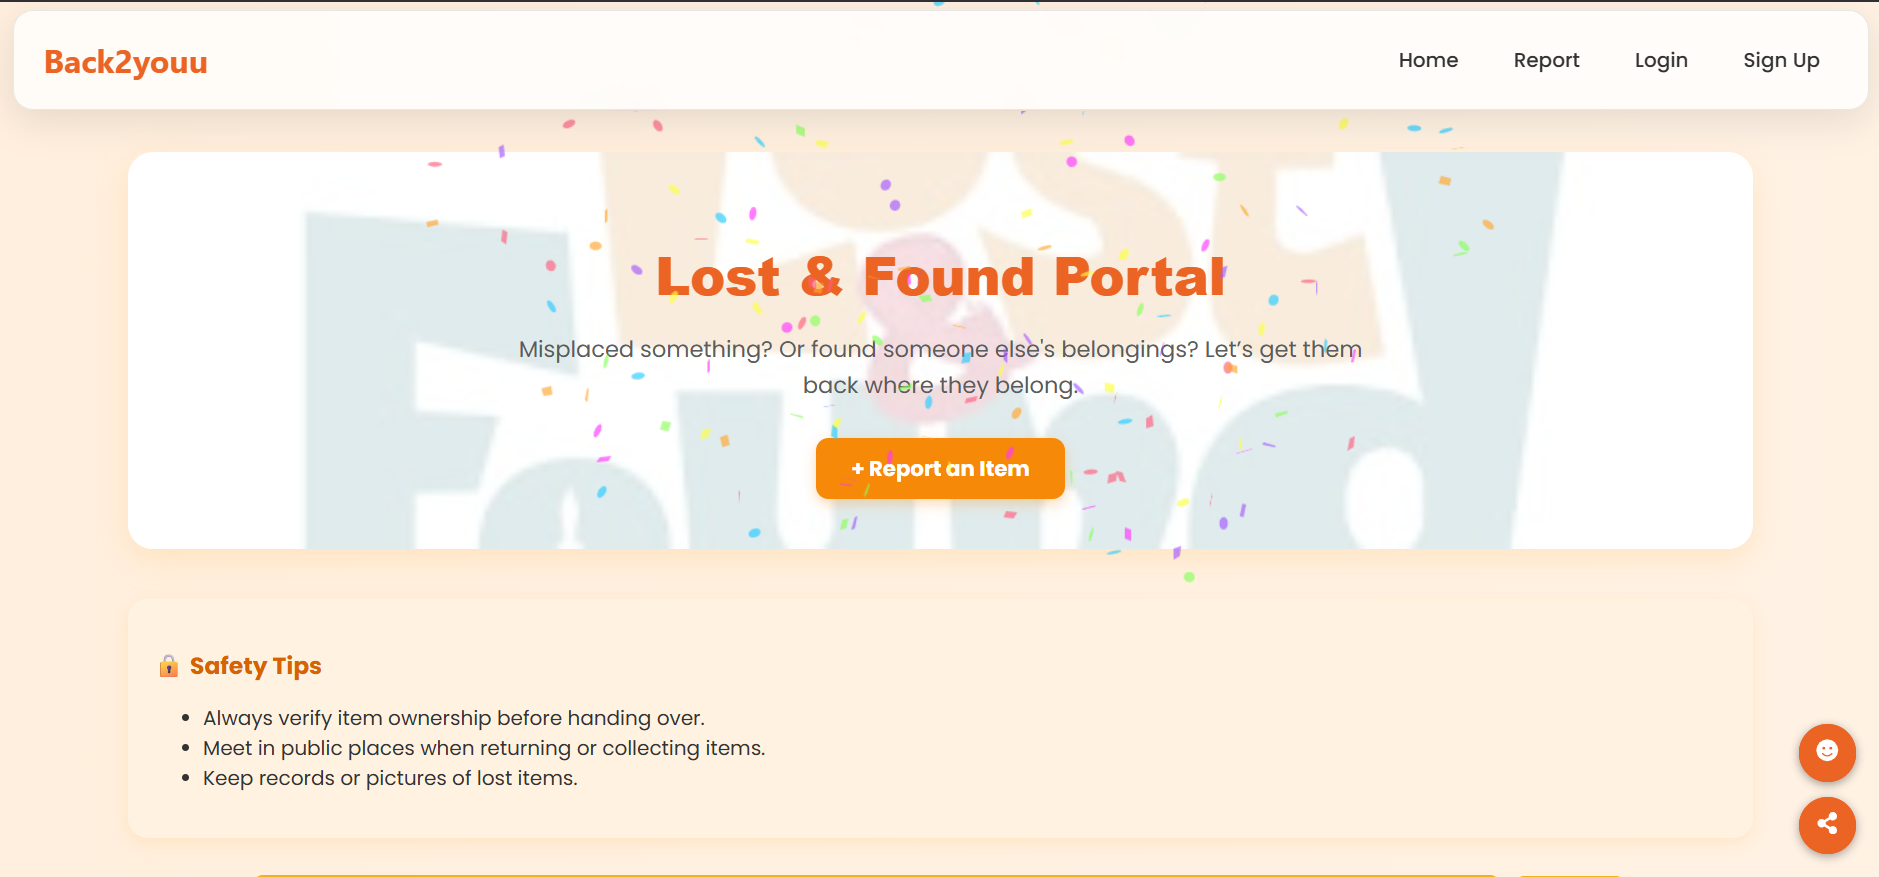 Back2youu
Home Report Login Sign Up
Lost & Found
Lost & Found Portal
Misplaced something? Or found someone else's belongings? Let’s get them
back where they belong.
+ Report an Item
🔒 Safety Tips
• Always verify item ownership before handing over.
• Meet in public places when returning or collecting items.
• Keep records or pictures of lost items.